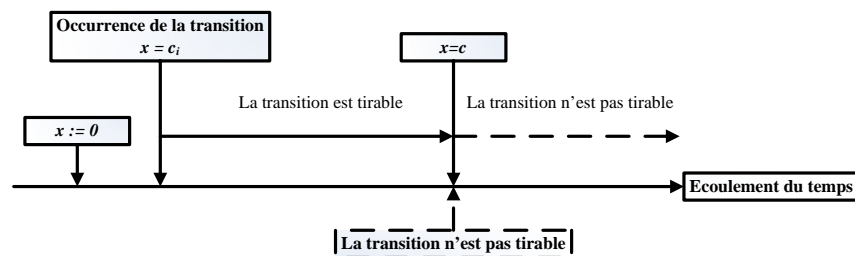 Occurrence de la transition
x = ci
x=c
La transition est tirable
La transition n'est pas tirable
x := 0
Ecoulement du temps
La transition n'est pas tirable